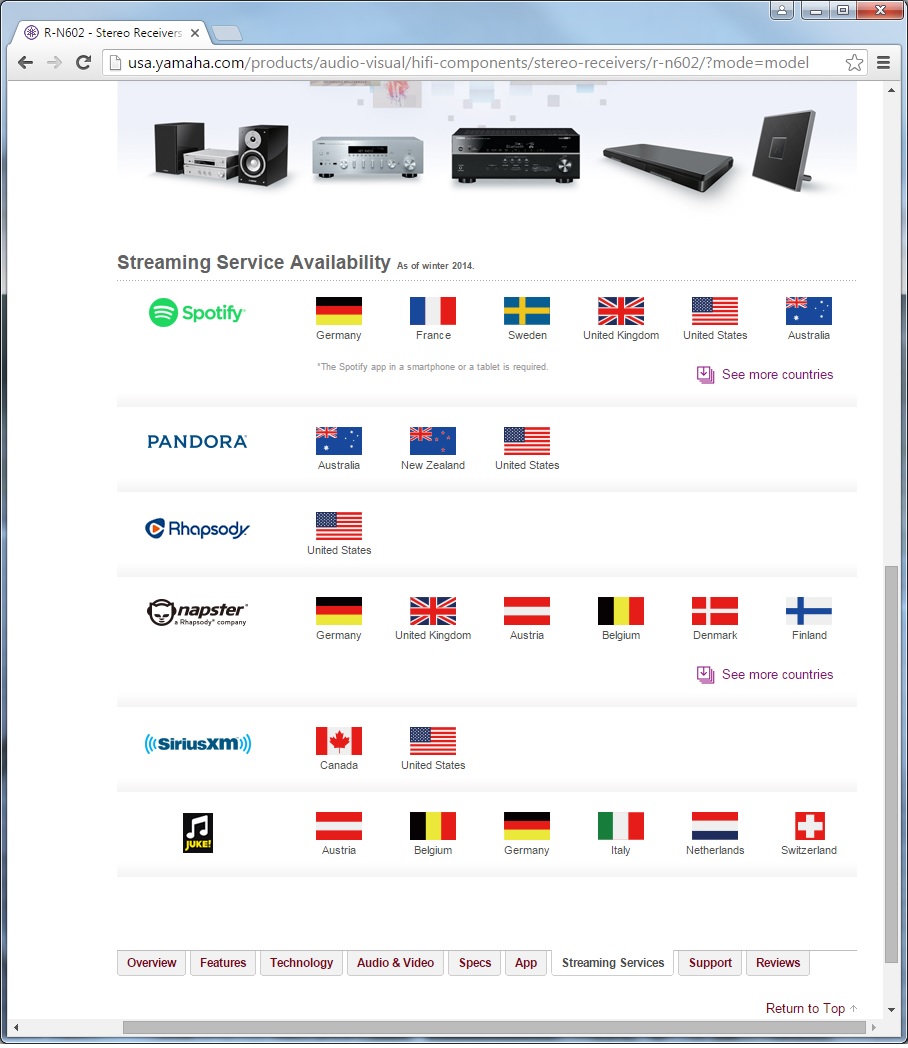 R-N602 - Stereo Receivers
usa.yamaha.com/products/audio-visual/hifi-components/stereo-receivers/r-n602/?mode=model
Streaming Service Availability As of winter 2014.
Spotify
Germany France Sweden United Kingdom United States Australia
*The Spotify app in a smartphone or a tablet is required.
See more countries
PANDORA
Australia New Zealand United States
Rhapsody
United States
napster
a Rhapsody® company
Germany United Kingdom Austria Belgium Denmark Finland
See more countries
((SiriusXM))
Canada United States
JUKE!
Austria Belgium Germany Italy Netherlands Switzerland
Overview Features Technology Audio & Video Specs App Streaming Services Support Reviews
Return to Top